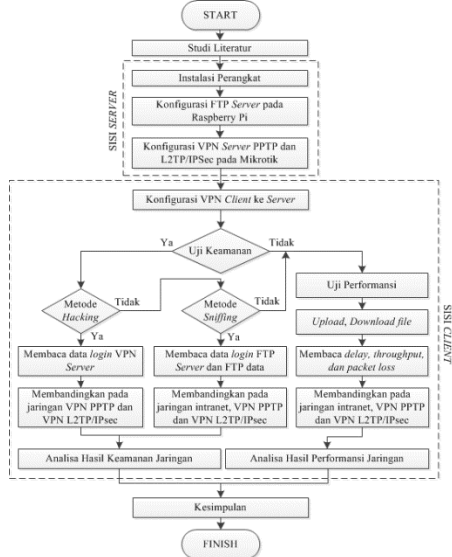 START
Studi Literatur
SISI SERVER
Instalasi Perangkat
Konfigurasi FTP Server pada
Raspberry Pi
Konfigurasi VPN Server PPTP dan
L2TP/IPSec pada Mikrotik
SISI CLIENT
Konfigurasi VPN Client ke Server
Ya
Uji Keamanan
Tidak
Metode
Hacking
Tidak
Ya
Membaca data login VPN
Server
Membandingkan pada
jaringan VPN PPTP dan
VPN L2TP/IPsec
Metode
Sniffing
Tidak
Ya
Membaca data login FTP
Server dan FTP data
Membandingkan pada
jaringan intranet, VPN PPTP
dan VPN L2TP/IPsec
Uji Performansi
Upload, Download file
Membaca delay, throughput,
dan packet loss
Membandingkan pada
jaringan intranet, VPN PPTP
dan VPN L2TP/IPsec
Analisa Hasil Keamanan Jaringan
Analisa Hasil Performansi Jaringan
Kesimpulan
FINISH